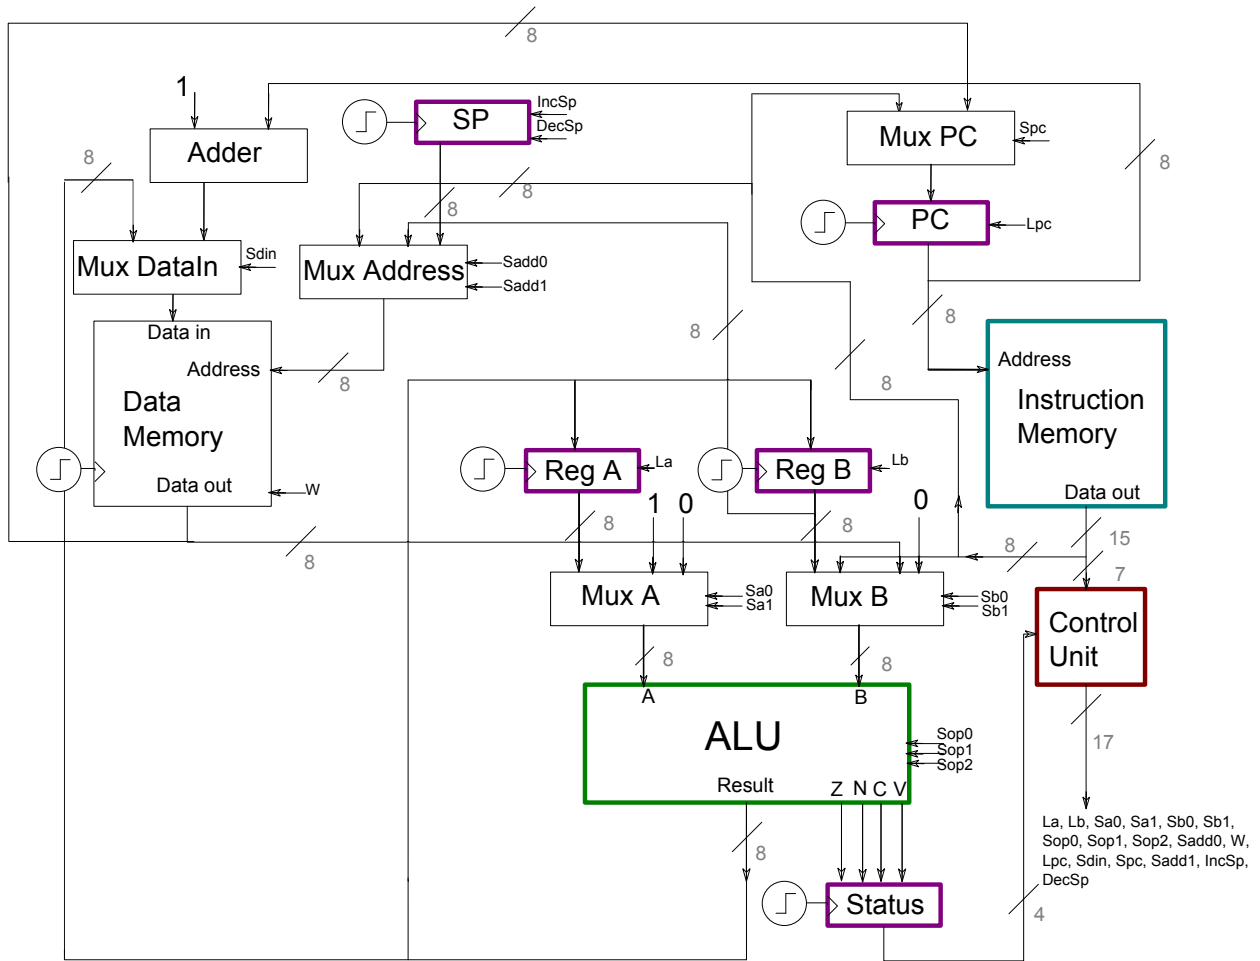 8
1
IncSp
SP
DecSp
Mux PC
Spc
Adder
8
8
8
8
PC
Lpc
Mux DataIn
Sdin
Mux Address
Sadd0
Sadd1
8
8
Data in
Address
8
8
Address
Data
Memory
Instruction
Memory
Reg A
La
Reg B
Lb
Data out
W
Data out
1 0
0
8
8
15
8
8
7
Mux A
Sa0
Sa1
Mux B
Sb0
Sb1
Control
Unit
8
8
A
B
ALU
Sop0
Sop1
Sop2
17
Result
Z N C V
La, Lb, Sa0, Sa1, Sb0, Sb1,
Sop0, Sop1, Sop2, Sadd0, W,
Lpc, Sdin, Spc, Sadd1, IncSp,
DecSp
8
Status
4